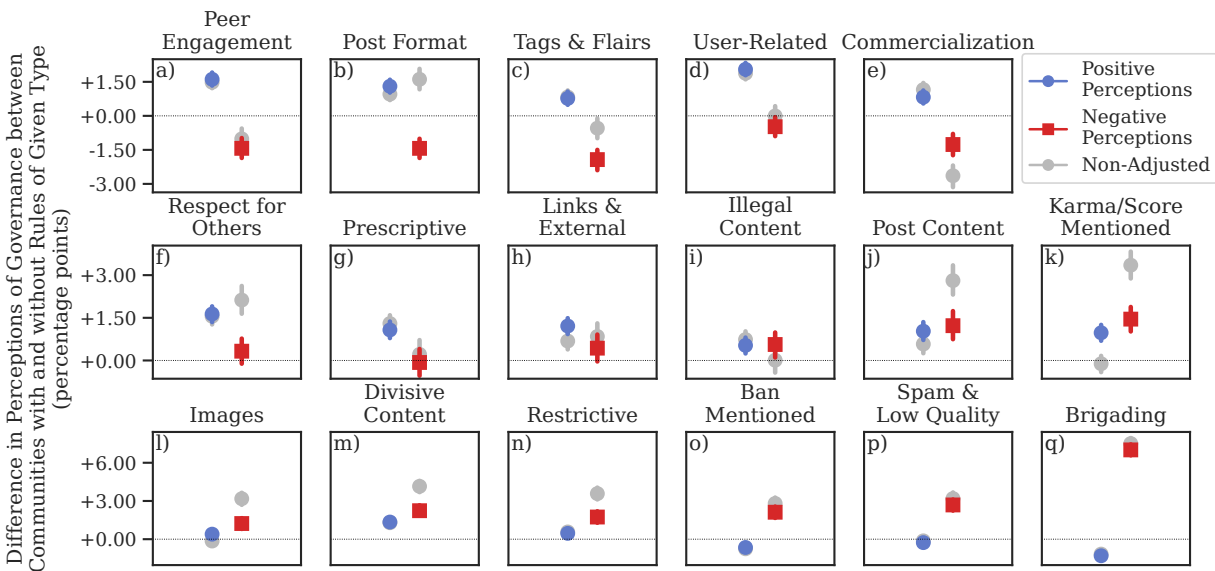 Difference in Perceptions of Governance between
Communities with and without Rules of Given Type
(percentage points)
Peer
Engagement
Post Format
Tags & Flairs
User-Related
Commercialization
a)
b)
c)
d)
e)
+1.50
+0.00
-1.50
-3.00
Positive
Perceptions
Negative
Perceptions
Non-Adjusted
Respect for
Others
Prescriptive
Links &
External
Illegal
Content
Post Content
Karma/Score
Mentioned
f)
g)
h)
i)
j)
k)
+3.00
+1.50
+0.00
Images
Divisive
Content
Restrictive
Ban
Mentioned
Spam &
Low Quality
Brigading
l)
m)
n)
o)
p)
q)
+6.00
+3.00
+0.00